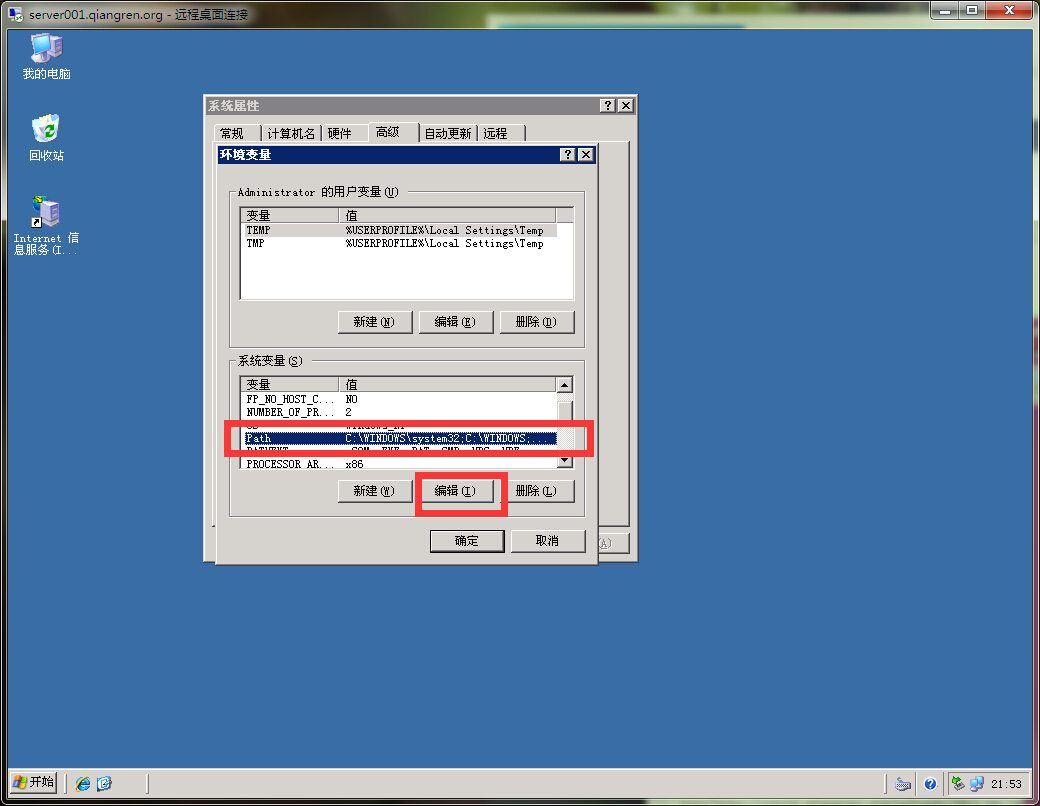 server001.qiangren.org - 远程桌面连接
我的电脑
回收站
Internet 信
息服务(I...
系统属性
常规 计算机名 硬件 高级 自动更新 远程
环境变量
Administrator 的用户变量(U)
变量 值
TEMP %USERPROFILE%\Local Settings\Temp
TMP %USERPROFILE%\Local Settings\Temp
新建(N) 编辑(E) 删除(D)
系统变量(S)
变量 值
FP_NO_HOST_C... NO
NUMBER_OF_PR... 2
Path C:\WINDOWS\system32;C:\WINDOWS;...
PROCESSOR_AR... x86
新建(W) 编辑(I) 删除(L)
确定 取消
(A)
开始
21:53